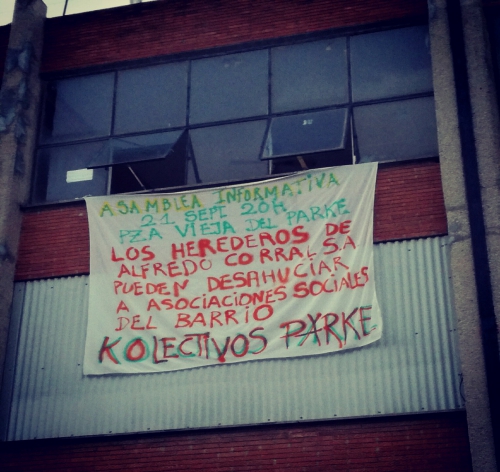 ASAMBLEA INFORMATIVA
21 SEPT 20H
PZA VIEJA DEL PARKE
LOS HEREDEROS DE
ALFREDO CORRAL S.A
PUEDEN DESAHUCIAR
A ASOCIACIONES SOCIALES
DEL BARRIO
KOLECTIVOS PARKE